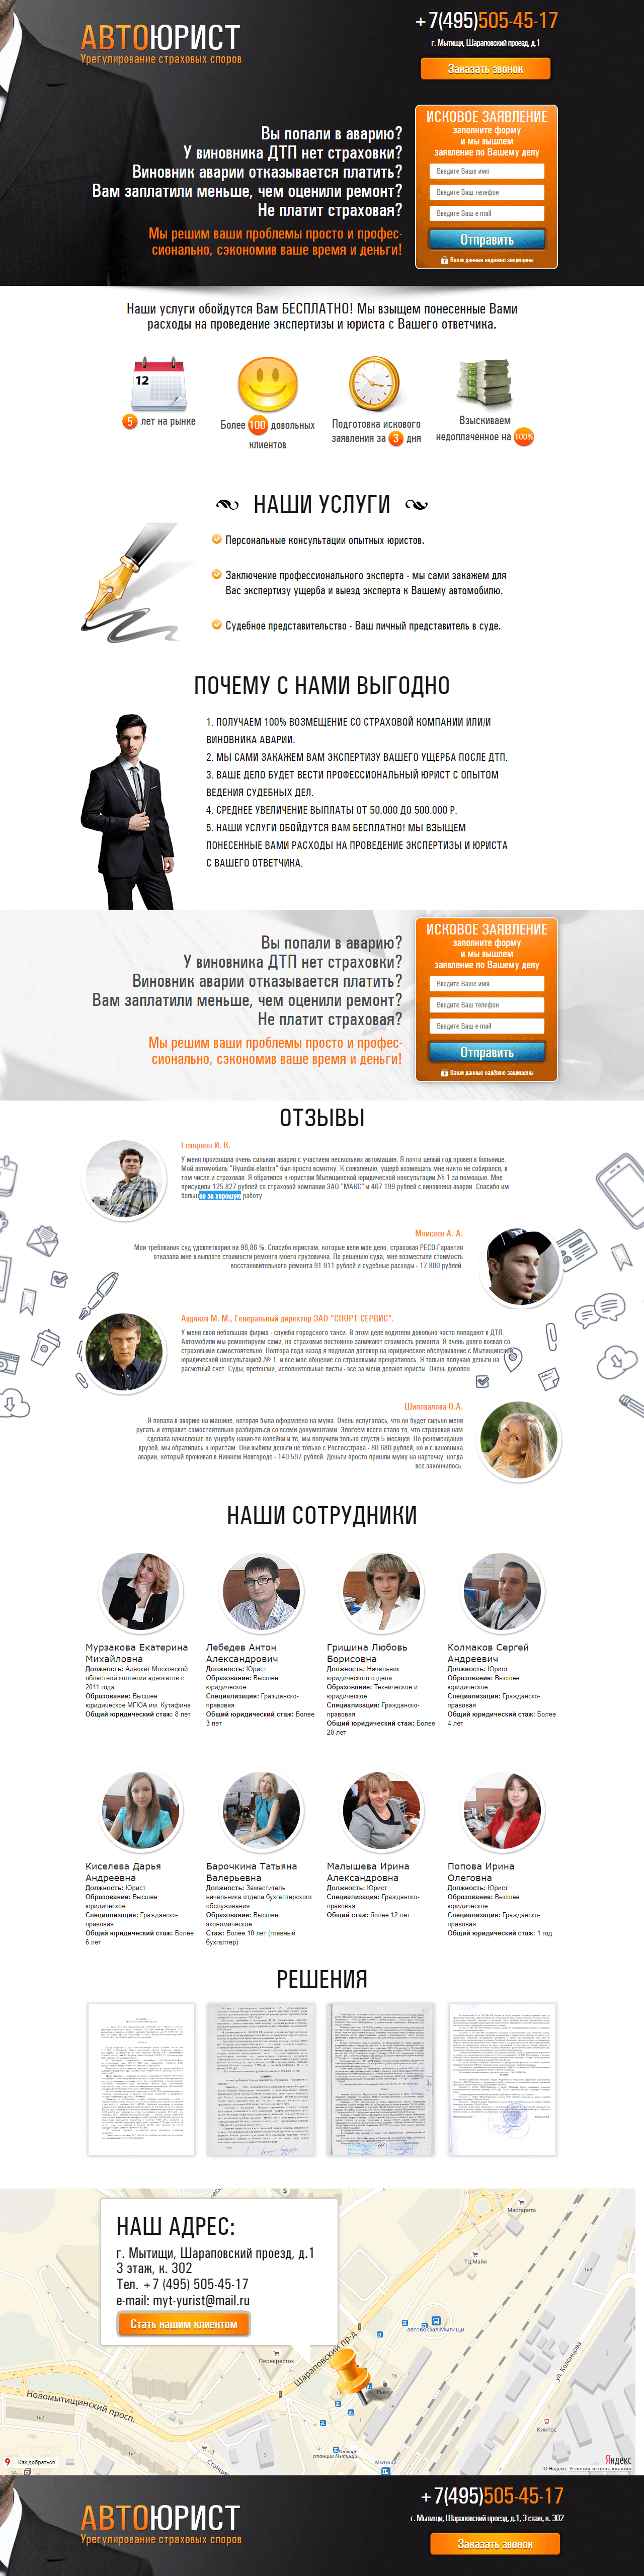 АВТОЮРИСТ
Урегулирование страховых споров
+7(495)505-45-17
г. Мытищи, Шараповский проезд, д.1
Заказать звонок
Вы попали в аварию?
У виновника ДТП нет страховки?
Виновник аварии отказывается платить?
Вам заплатили меньше, чем оценили ремонт?
Не платит страховая?
Мы решим ваши проблемы просто и профес-
сионально, сэкономив ваше время и деньги!
ИСКОВОЕ ЗАЯВЛЕНИЕ
заполните форму
и мы вышлем
заявление по Вашему делу
Введите Ваше имя
Введите Ваш телефон
Введите Ваш e-mail
Отправить
Ваши данные надёжно защищены
Наши услуги обойдутся Вам БЕСПЛАТНО! Мы взыщем понесенные Вами
расходы на проведение экспертизы и юриста с Вашего ответчика.
12
5 лет на рынке
Более 100 довольных
клиентов
Подготовка искового
заявления за 3 дня
Взыскиваем
недоплаченное на 100%
НАШИ УСЛУГИ
Персональные консультации опытных юристов.
Заключение профессионального эксперта - мы сами закажем для
Вас экспертизу ущерба и выезд эксперта к Вашему автомобилю.
Судебное представительство - Ваш личный представитель в суде.
ПОЧЕМУ С НАМИ ВЫГОДНО
1. ПОЛУЧАЕМ 100% ВОЗМЕЩЕНИЕ СО СТРАХОВОЙ КОМПАНИИ ИЛИ/И
ВИНОВНИКА АВАРИИ.
2. МЫ САМИ ЗАКАЖЕМ ВАМ ЭКСПЕРТИЗУ ВАШЕГО УЩЕРБА ПОСЛЕ ДТП.
3. ВАШЕ ДЕЛО БУДЕТ ВЕСТИ ПРОФЕССИОНАЛЬНЫЙ ЮРИСТ С ОПЫТОМ
ВЕДЕНИЯ СУДЕБНЫХ ДЕЛ.
4. СРЕДНЕЕ УВЕЛИЧЕНИЕ ВЫПЛАТЫ ОТ 50.000 ДО 500.000 Р.
5. НАШИ УСЛУГИ ОБОЙДУТСЯ ВАМ БЕСПЛАТНО! МЫ ВЗЫЩЕМ
ПОНЕСЕННЫЕ ВАМИ РАСХОДЫ НА ПРОВЕДЕНИЕ ЭКСПЕРТИЗЫ И ЮРИСТА
С ВАШЕГО ОТВЕТЧИКА.
Вы попали в аварию?
У виновника ДТП нет страховки?
Виновник аварии отказывается платить?
Вам заплатили меньше, чем оценили ремонт?
Не платит страховая?
Мы решим ваши проблемы просто и профес-
сионально, сэкономив ваше время и деньги!
ИСКОВОЕ ЗАЯВЛЕНИЕ
заполните форму
и мы вышлем
заявление по Вашему делу
Введите Ваше имя
Введите Ваш телефон
Введите Ваш e-mail
Отправить
Ваши данные надёжно защищены
ОТЗЫВЫ
Геворкян И. К.
У меня произошла очень сильная авария с участием нескольких автомашин. Я почти целый год провел в больнице.
Мой автомобиль "Hyundai-elantra" был просто всмятку. К сожалению, ущерб возмещать мне никто не собирался, в
том числе и страховая. Я обратился к юристам Мытищинской юридической консультации № 1 за помощью. Мне
присудили 125 827 рублей со страховой компании ЗАО "МАКС" и 467 199 рублей с виновника аварии. Спасибо им
большое за хорошую работу.
Моисеев А. А.
Мои требования суд удовлетворил на 96,86 %. Спасибо юристам, которые вели мое дело, страховая РЕСО-Гарантия
отказала мне в выплате стоимости ремонта моего грузовичка. По решению суда, мне возместили стоимость
восстановительного ремонта 91 911 рублей и судебные расходы - 17 800 рублей.
Авдяков М. М., Генеральный директор ЗАО "СПОРТ СЕРВИС".
У меня своя небольшая фирма - служба городского такси. В этом деле водители довольно часто попадают в ДТП.
Автомобили мы ремонтируем сами, но страховые постоянно занижают стоимость ремонта. Я очень долго воевал со
страховыми самостоятельно. Полтора года назад я подписал договор на юридическое обслуживание с Мытищинской
юридической консультацией № 1, и все мое общение со страховыми прекратилось. Я только получаю деньги на
расчетный счет. Суды, претензии, исполнительные листы - все за меня делают юристы. Очень доволен.
Шиповалова О.А.
Я попала в аварию на машине, которая была оформлена на мужа. Очень испугалась, что он будет сильно меня
ругать и отправит самостоятельно разбираться со всеми документами. Злогеем всего стало то, что страховая нам
сделала начисление по ущербу какие-то копейки и те, мы получили только спустя 5 месяцев. По рекомендации
друзей, мы обратились к юристам. Они выбили деньги не только с Росгосстраха - 80 680 рублей, но и с виновника
аварии, который проживал в Нижнем Новгороде - 140 597 рублей. Деньги просто пришли мужу на карточку, когда
все закончилось.
НАШИ СОТРУДНИКИ
Мурзакова Екатерина
Михайловна
Должность: Адвокат Московской
областной коллегии адвокатов с
2011 года
Образование: Высшее
юридическое МГЮА им. Кутафина
Общий юридический стаж: 8 лет
Лебедев Антон
Александрович
Должность: Юрист
Образование: Высшее
юридическое
Специализация: Гражданско-
правовая
Общий юридический стаж: Более
3 лет
Гришина Любовь
Борисовна
Должность: Начальник
юридического отдела
Образование: Техническое и
юридическое
Специализация: Гражданско-
правовая
Общий юридический стаж: Более
20 лет
Колмаков Сергей
Андреевич
Должность: Юрист
Образование: Высшее
юридическое
Специализация: Гражданско-
правовая
Общий юридический стаж: Более
4 лет
Киселева Дарья
Андреевна
Должность: Юрист
Образование: Высшее
юридическое
Специализация: Гражданско-
правовая
Общий юридический стаж: Более
6 лет
Барочкина Татьяна
Валерьевна
Должность: Заместитель
начальника отдела бухгалтерского
обслуживания
Образование: Высшее
экономическое
Стаж: Более 10 лет (главный
бухгалтер)
Малышева Ирина
Александровна
Должность: Юрист
Специализация: Гражданско-
правовая
Общий стаж: более 12 лет
Попова Ирина
Олеговна
Должность: Юрист
Образование: Высшее
юридическое
Специализация: Гражданско-
правовая
Общий юридический стаж: 1 год
РЕШЕНИЯ
НАШ АДРЕС:
г. Мытищи, Шараповский проезд, д.1
3 этаж, к. 302
Тел. +7 (495) 505-45-17
e-mail: myt-yurist@mail.ru
Стать нашим клиентом
Маргарита
ТЦ Майя
автовокзал Мытищи
Шараповский пр-д
ул. Колонцова
Перекресток
Рынок
Новомытищинский просп.
Киитос
станции Мытищи
Мытищи
Как добраться
Яндекс
© Яндекс Условия использования
АВТОЮРИСТ
Урегулирование страховых споров
+7(495)505-45-17
г. Мытищи, Шараповский проезд, д.1, 3 этаж, к. 302
Заказать звонок